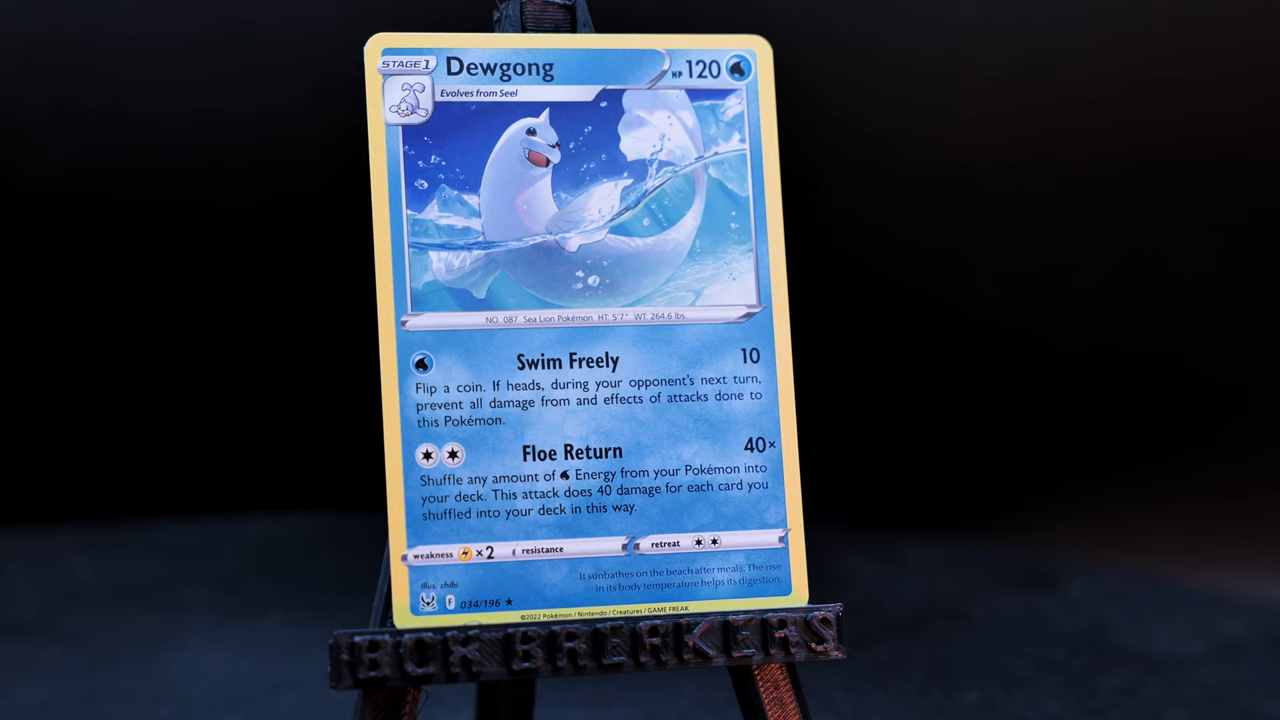 STAGE 1 Dewgong HP 120
Evolves from Seel
NO. 087 Sea Lion Pokémon HT: 5'7" WT: 264.6 lbs.
Swim Freely 10
Flip a coin. If heads, during your opponent's next turn,
prevent all damage from and effects of attacks done to
this Pokémon.
Floe Return 40×
Shuffle any amount of Energy from your Pokémon into
your deck. This attack does 40 damage for each card you
shuffled into your deck in this way.
weakness ×2 resistance retreat
It sunbathes on the beach after meals. The rise
in its body temperature helps its digestion.
Illus. chibi
F 034/196 ★
©2022 Pokémon / Nintendo / Creatures / GAME FREAK
BOX BREAKERS